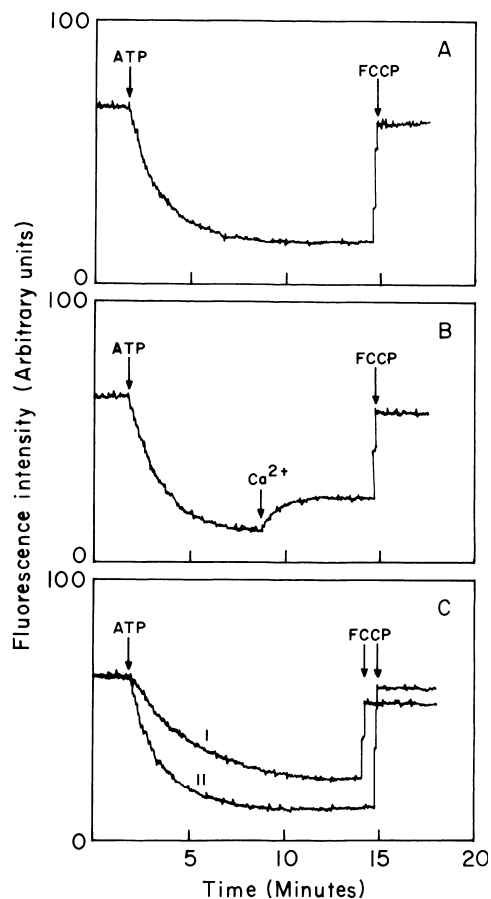 Fluorescence intensity (Arbitrary units)
100
A
ATP
FCCP
0
100
B
ATP
FCCP
Ca2+
0
100
C
ATP
FCCP
I
II
0
5
10
15
20
Time (Minutes)